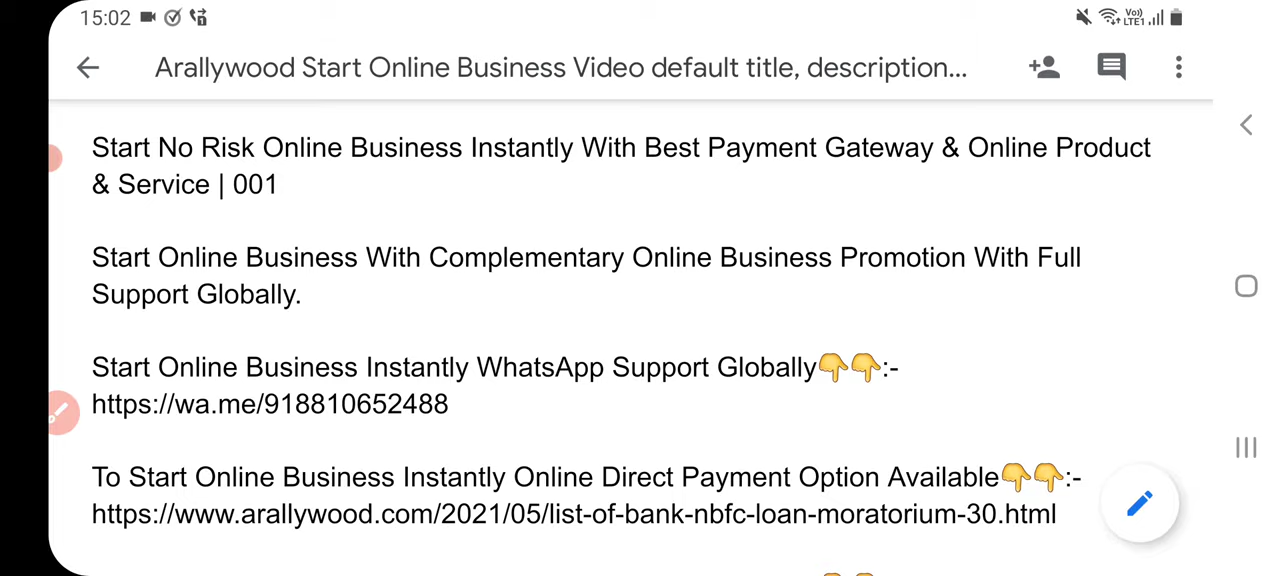 15:02 Vo) LTE1
Arallywood Start Online Business Video default title, description...
Start No Risk Online Business Instantly With Best Payment Gateway & Online Product
& Service | 001
Start Online Business With Complementary Online Business Promotion With Full
Support Globally.
Start Online Business Instantly WhatsApp Support Globally👇👇:-
https://wa.me/918810652488
To Start Online Business Instantly Online Direct Payment Option Available👇👇:-
https://www.arallywood.com/2021/05/list-of-bank-nbfc-loan-moratorium-30.html